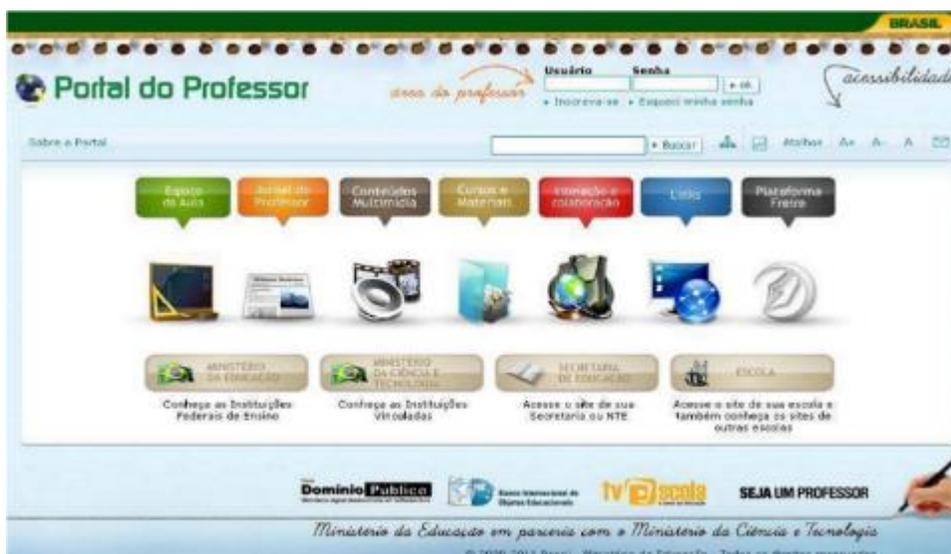 BRASIL
Portal do Professor
área do professor
Usuário Senha
ok
Inscreva-se Esqueci minha senha
acessibilidade
Sobre o Portal
Buscar
Atalhos A+ A- A
Espaço da Aula
Jornal do Professor
Conteúdos Multimídia
Cursos e Materiais
Interação e colaboração
Links
Plataforma Freire
MINISTÉRIO DA EDUCAÇÃO
MINISTÉRIO DA CIÊNCIA E TECNOLOGIA
SECRETARIA DE EDUCAÇÃO
ESCOLA
Conheça as Instituições
Federais de Ensino
Conheça as Instituições
Vinculadas
Acesse o site de sua
Secretaria ou NTE
Acesse o site de sua escola e
também conheça os sites de
outras escolas
Domínio Público
Banco Internacional de
Objetos Educacionais
tv escola
SEJA UM PROFESSOR
Ministério da Educação em parceria com o Ministério da Ciência e Tecnologia